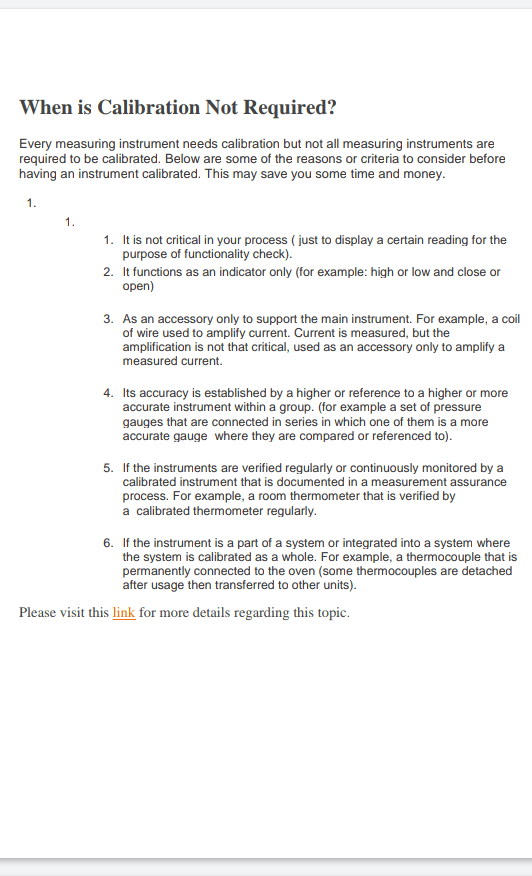 When is Calibration Not Required?
Every measuring instrument needs calibration but not all measuring instruments are
required to be calibrated. Below are some of the reasons or criteria to consider before
having an instrument calibrated. This may save you some time and money.
1.
1.
1. It is not critical in your process ( just to display a certain reading for the
purpose of functionality check).
2. It functions as an indicator only (for example: high or low and close or
open)
3. As an accessory only to support the main instrument. For example, a coil
of wire used to amplify current. Current is measured, but the
amplification is not that critical, used as an accessory only to amplify a
measured current.
4. Its accuracy is established by a higher or reference to a higher or more
accurate instrument within a group. (for example a set of pressure
gauges that are connected in series in which one of them is a more
accurate gauge  where they are compared or referenced to).
5. If the instruments are verified regularly or continuously monitored by a
calibrated instrument that is documented in a measurement assurance
process. For example, a room thermometer that is verified by
a  calibrated thermometer regularly.
6. If the instrument is a part of a system or integrated into a system where
the system is calibrated as a whole. For example, a thermocouple that is
permanently connected to the oven (some thermocouples are detached
after usage then transferred to other units).
Please visit this link for more details regarding this topic.